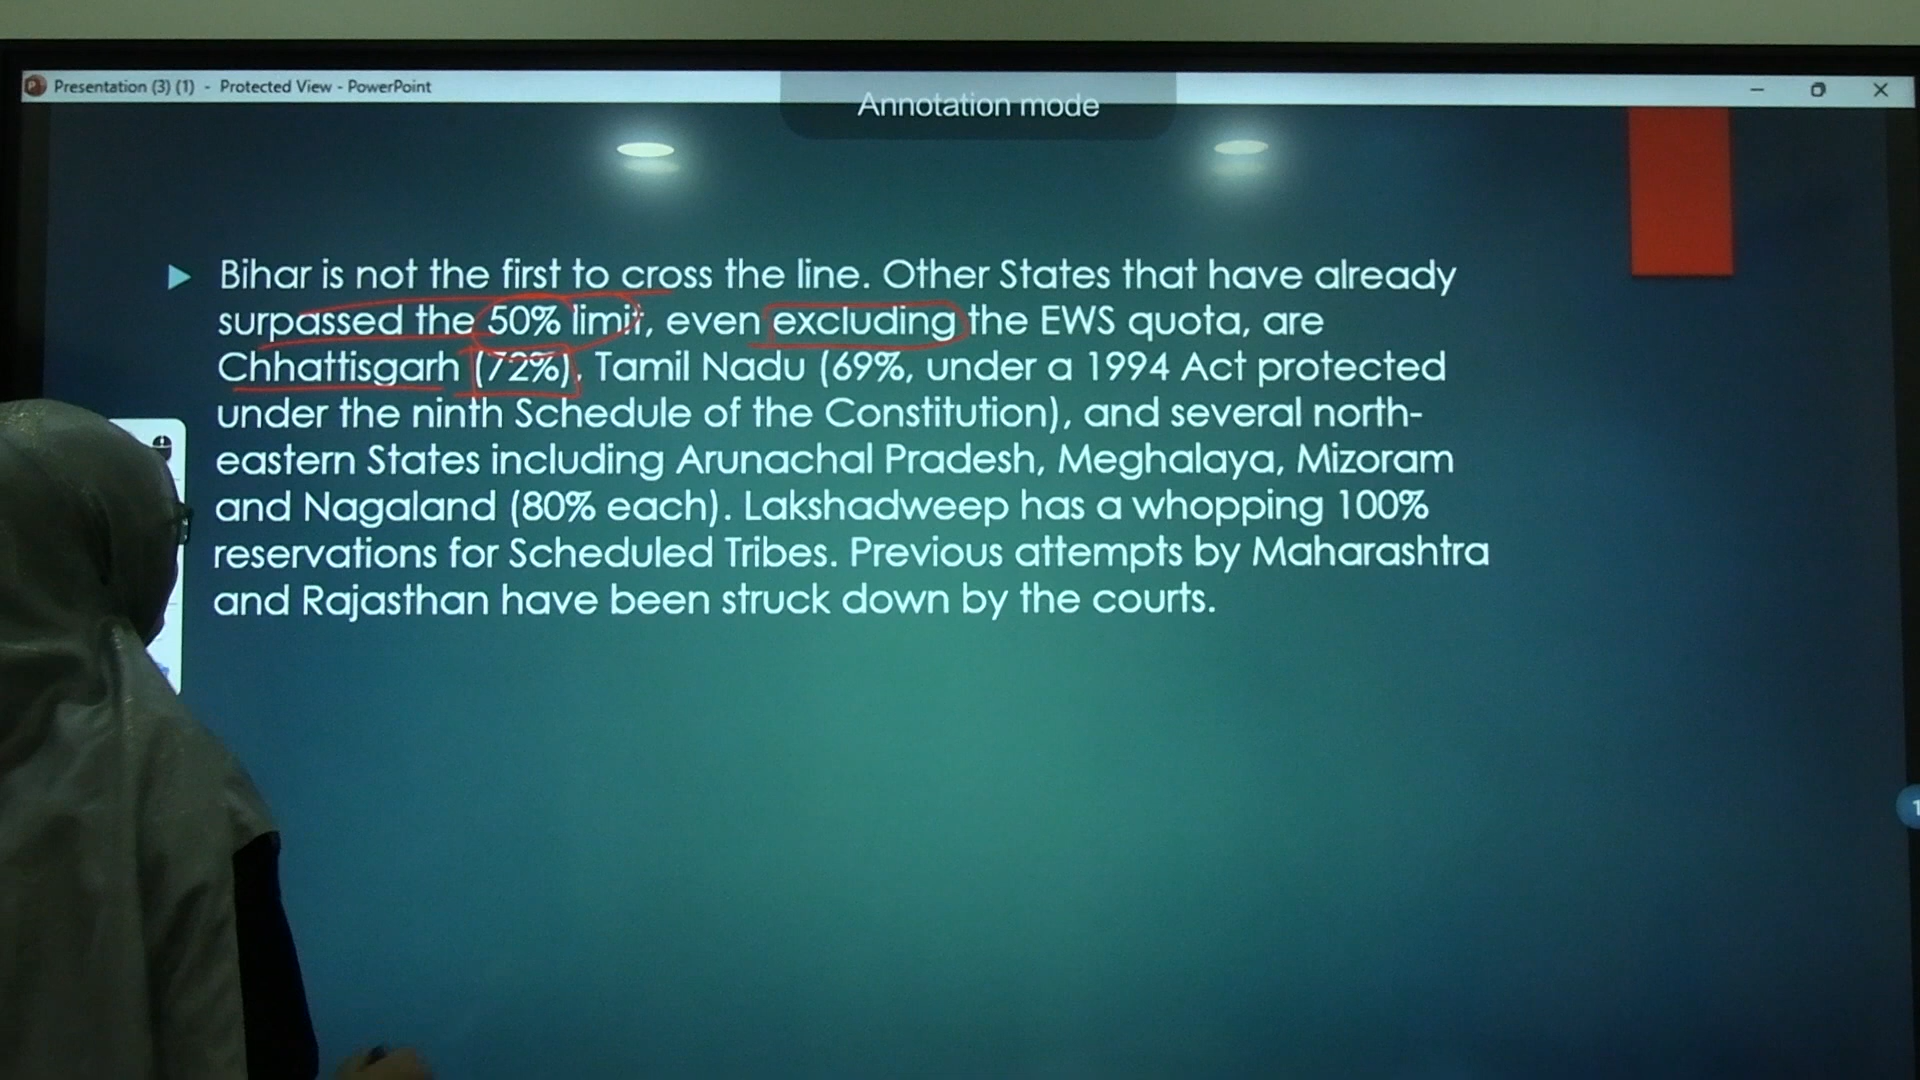 Presentation (3) (1) - Protected View - PowerPoint
Annotation mode
Bihar is not the first to cross the line. Other States that have already
surpassed the 50% limit, even excluding the EWS quota, are
Chhattisgarh (72%), Tamil Nadu (69%, under a 1994 Act protected
under the ninth Schedule of the Constitution), and several north-
eastern States including Arunachal Pradesh, Meghalaya, Mizoram
and Nagaland (80% each). Lakshadweep has a whopping 100%
reservations for Scheduled Tribes. Previous attempts by Maharashtra
and Rajasthan have been struck down by the courts.